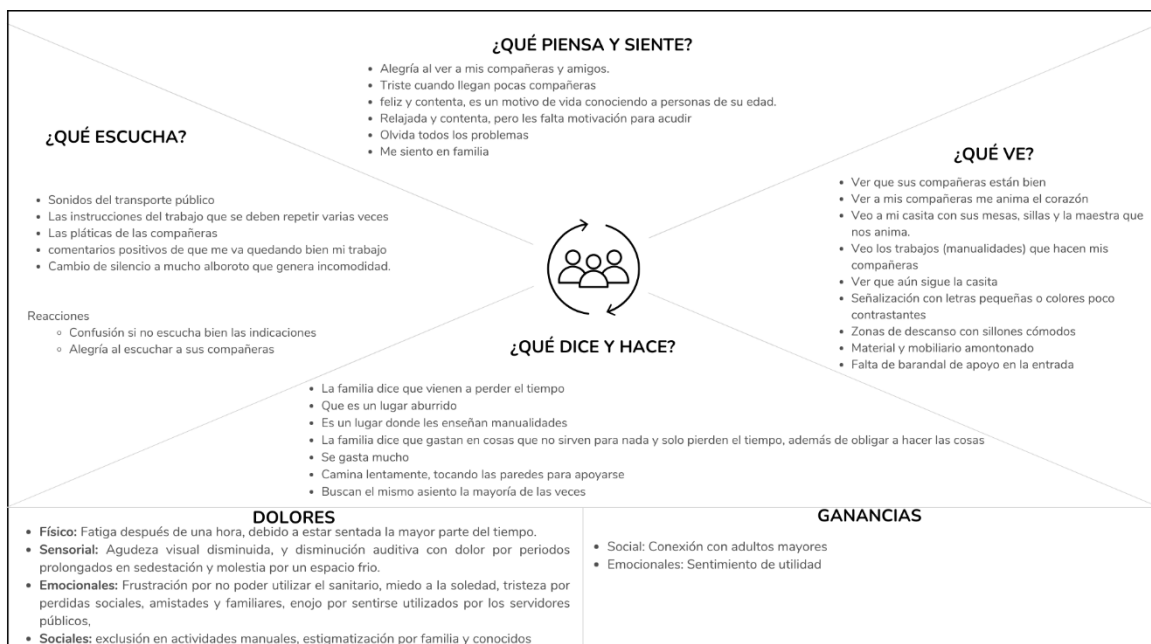 ¿QUÉ PIENSA Y SIENTE?
• Alegría al ver a mis compañeras y amigos.
• Triste cuando llegan pocas compañeras
• feliz y contenta, es un motivo de vida conociendo a personas de su edad.
• Relajada y contenta, pero les falta motivación para acudir
• Olvida todos los problemas
• Me siento en familia
¿QUÉ ESCUCHA?
• Sonidos del transporte público
• Las instrucciones del trabajo que se deben repetir varias veces
• Las pláticas de las compañeras
• comentarios positivos de que me va quedando bien mi trabajo
• Cambio de silencio a mucho alboroto que genera incomodidad.
Reacciones
○ Confusión si no escucha bien las indicaciones
○ Alegría al escuchar a sus compañeras
¿QUÉ VE?
• Ver que sus compañeras están bien
• Ver a mis compañeras me anima el corazón
• Veo a mi casita con sus mesas, sillas y la maestra que
nos anima.
• Veo los trabajos (manualidades) que hacen mis
compañeras
• Ver que aún sigue la casita
• Señalización con letras pequeñas o colores poco
contrastantes
• Zonas de descanso con sillones cómodos
• Material y mobiliario amontonado
• Falta de barandal de apoyo en la entrada
¿QUÉ DICE Y HACE?
• La familia dice que vienen a perder el tiempo
• Que es un lugar aburrido
• Es un lugar donde les enseñan manualidades
• La familia dice que gastan en cosas que no sirven para nada y solo pierden el tiempo, además de obligar a hacer las cosas
• Se gasta mucho
• Camina lentamente, tocando las paredes para apoyarse
• Buscan el mismo asiento la mayoría de las veces
DOLORES
• Físico: Fatiga después de una hora, debido a estar sentada la mayor parte del tiempo.
• Sensorial: Agudeza visual disminuida, y disminución auditiva con dolor por periodos
prolongados en sedestación y molestia por un espacio frio.
• Emocionales: Frustración por no poder utilizar el sanitario, miedo a la soledad, tristeza por
perdidas sociales, amistades y familiares, enojo por sentirse utilizados por los servidores
públicos,
• Sociales: exclusión en actividades manuales, estigmatización por familia y conocidos
GANANCIAS
• Social: Conexión con adultos mayores
• Emocionales: Sentimiento de utilidad